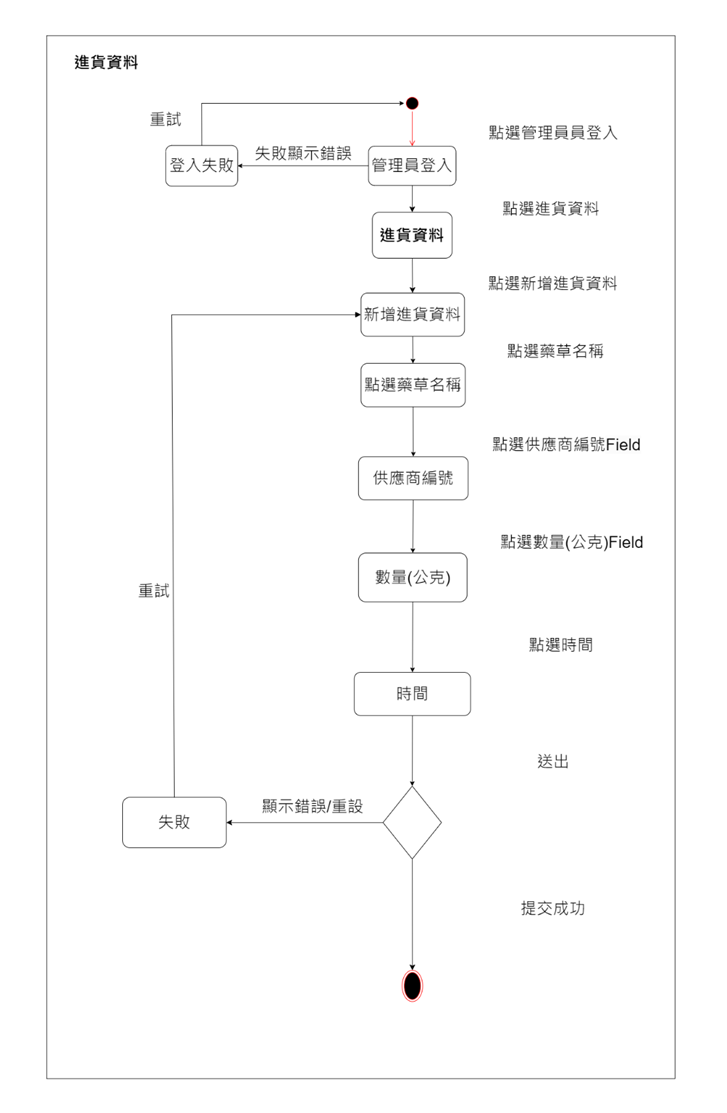 進貨資料
重試
點選管理員員登入
失敗顯示錯誤
登入失敗
管理員登入
點選進貨資料
進貨資料
點選新增進貨資料
新增進貨資料
點選藥草名稱
點選藥草名稱
點選供應商編號Field
供應商編號
點選數量(公克)Field
數量(公克)
重試
點選時間
時間
送出
顯示錯誤/重設
失敗
提交成功